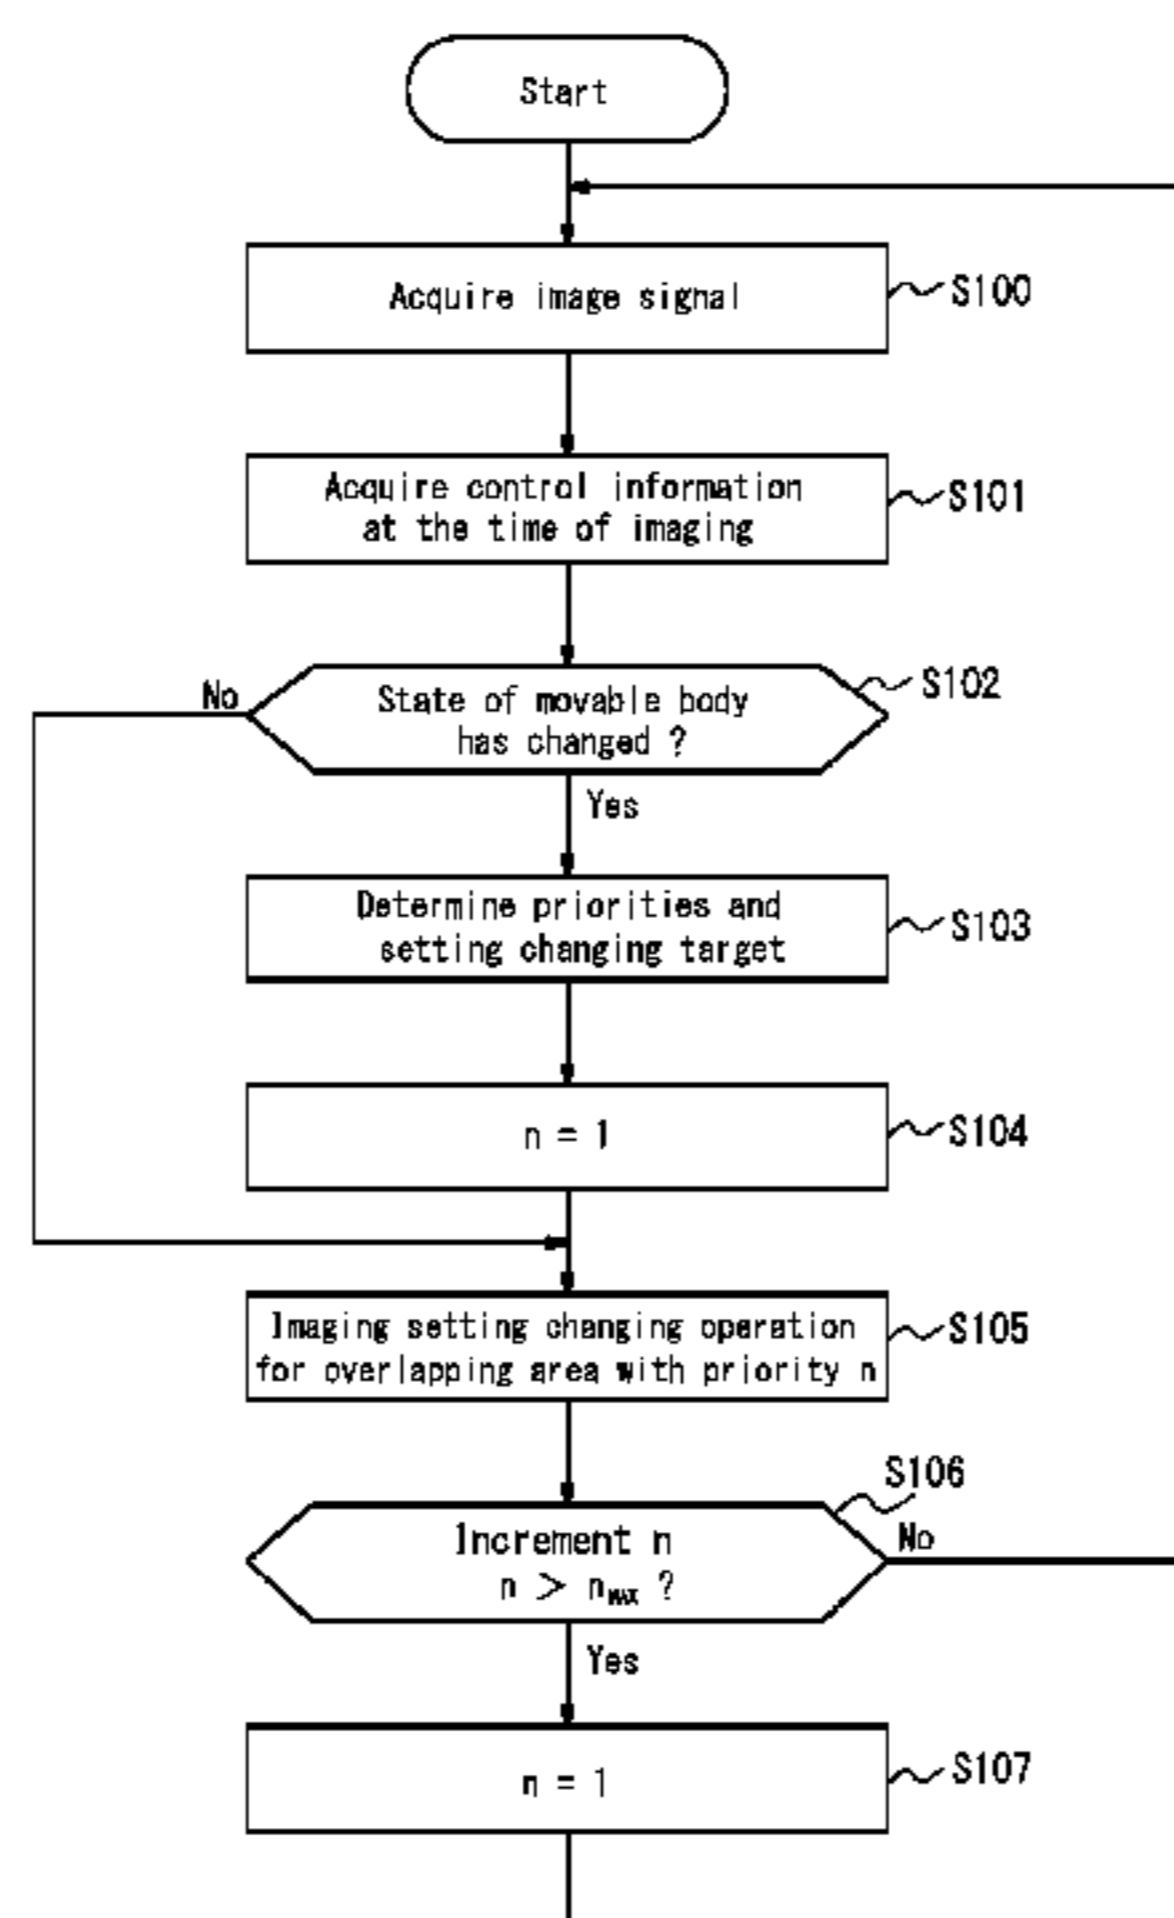 Start
Acquire image signal
S100
Acquire control information
at the time of imaging
S101
No
State of movable body
has changed ?
S102
Yes
Determine priorities and
setting changing target
S103
n = 1
S104
Imaging setting changing operation
for overlapping area with priority n
S105
S106
Increment n
n > nMAX ?
No
Yes
n = 1
S107